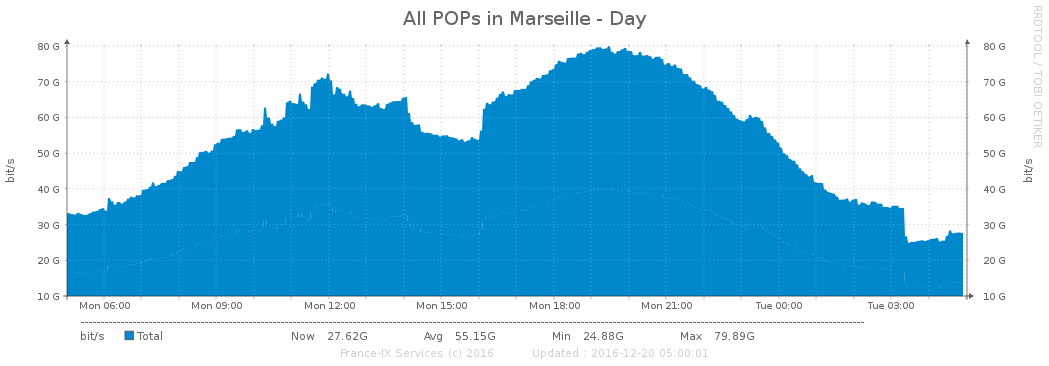 All POPs in Marseille - Day
RRDTOOL / TOBI OETIKER
80 G 80 G
70 G 70 G
60 G 60 G
50 G 50 G
40 G 40 G
30 G 30 G
20 G 20 G
10 G 10 G
bit/s
bit/s
Mon 06:00 Mon 09:00 Mon 12:00 Mon 15:00 Mon 18:00 Mon 21:00 Tue 00:00 Tue 03:00
bit/s Total Now 27.62G Avg 55.15G Min 24.88G Max 79.89G
France-IX Services (c) 2016 Updated : 2016-12-20 05:00:01